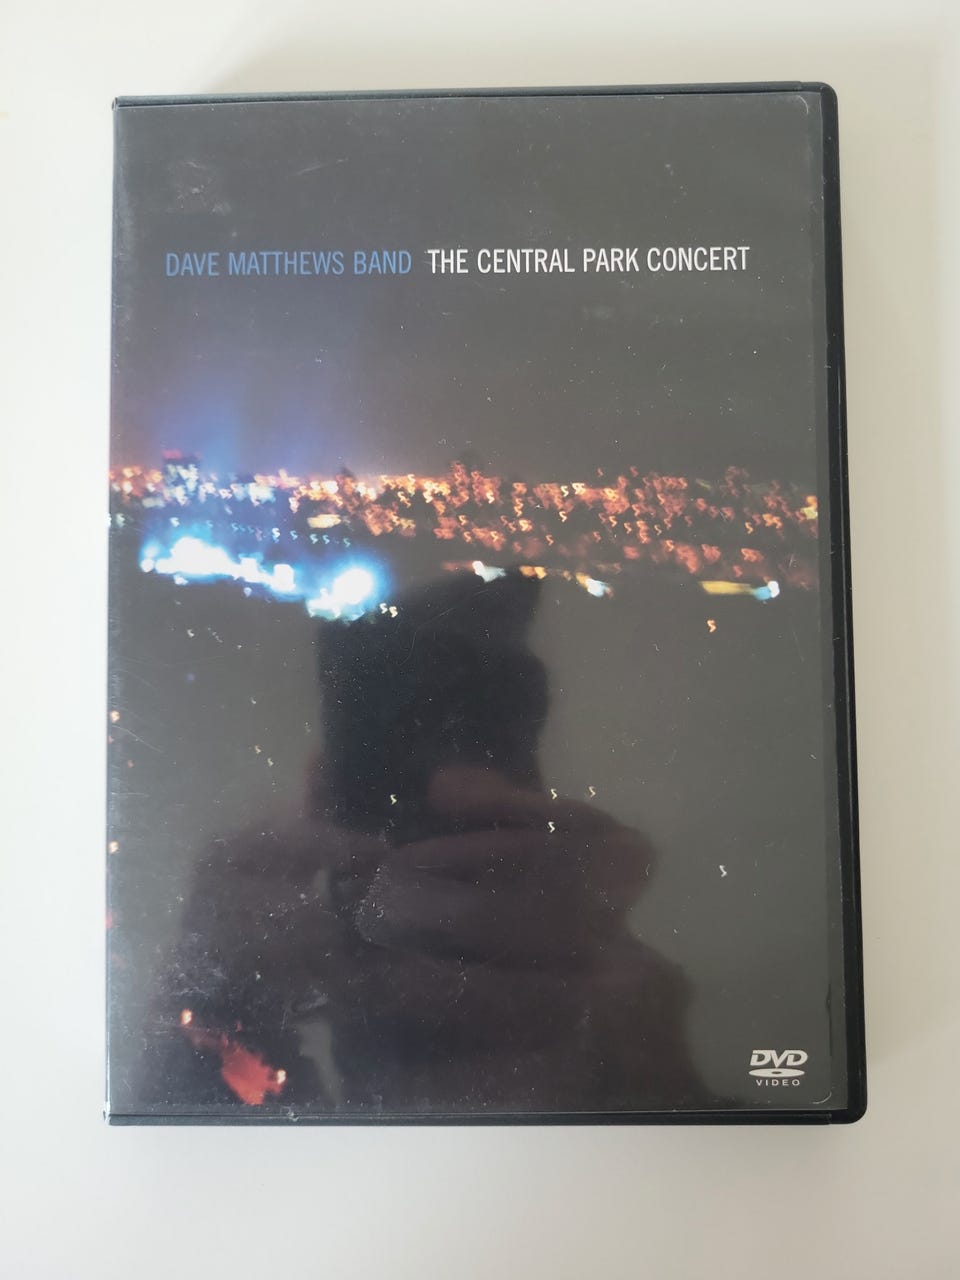 DAVE MATTHEWS BAND THE CENTRAL PARK CONCERT
DVD
VIDEO